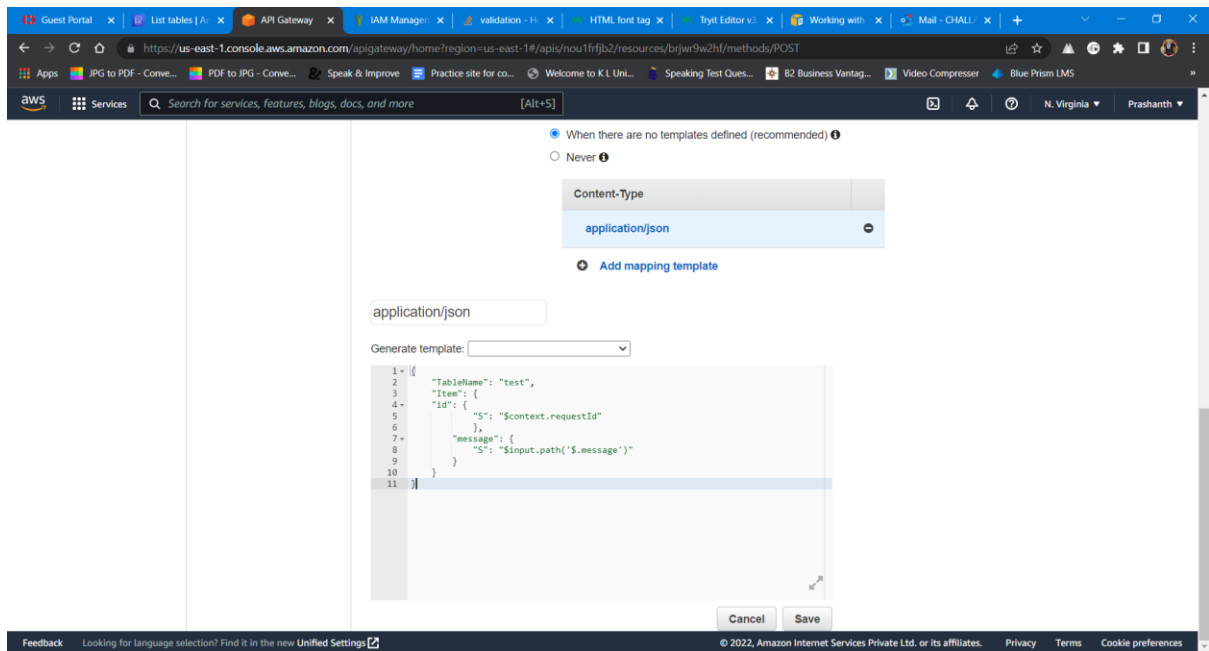 Guest Portal List tables | A API Gateway IAM Manager validation - H HTML font tag Tryit Editor v3. Working with Mail - CHALL
https://us-east-1.console.aws.amazon.com/apigateway/home?region=us-east-1#/apis/nou1frfjb2/resources/brjwr9w2hf/methods/POST
Apps JPG to PDF - Conve... PDF to JPG - Conve... Speak & Improve Practice site for co... Welcome to K L Uni... Speaking Test Ques... B2 Business Vantag... Video Compresser Blue Prism LMS »
aws Services Search for services, features, blogs, docs, and more [Alt+S] N. Virginia Prashanth
When there are no templates defined (recommended)
Never
Content-Type
application/json
Add mapping template
application/json
Generate template:
1 {
2 "TableName": "test",
3 "Item": {
4 "id": {
5 "S": "$context.requestId"
6 },
7 "message": {
8 "S": "$input.path('$.message')"
9 }
10 }
11 }
Cancel Save
Feedback Looking for language selection? Find it in the new Unified Settings © 2022, Amazon Internet Services Private Ltd. or its affiliates. Privacy Terms Cookie preferences